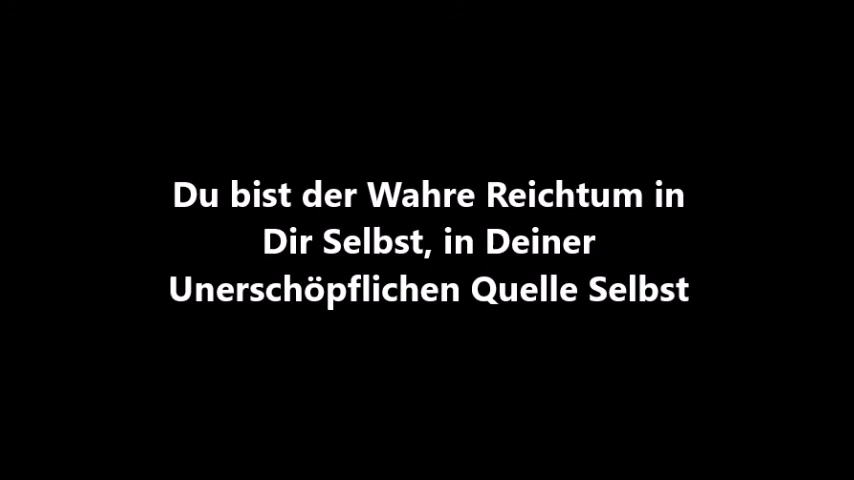 Du bist der Wahre Reichtum in
Dir Selbst, in Deiner
Unerschöpflichen Quelle Selbst